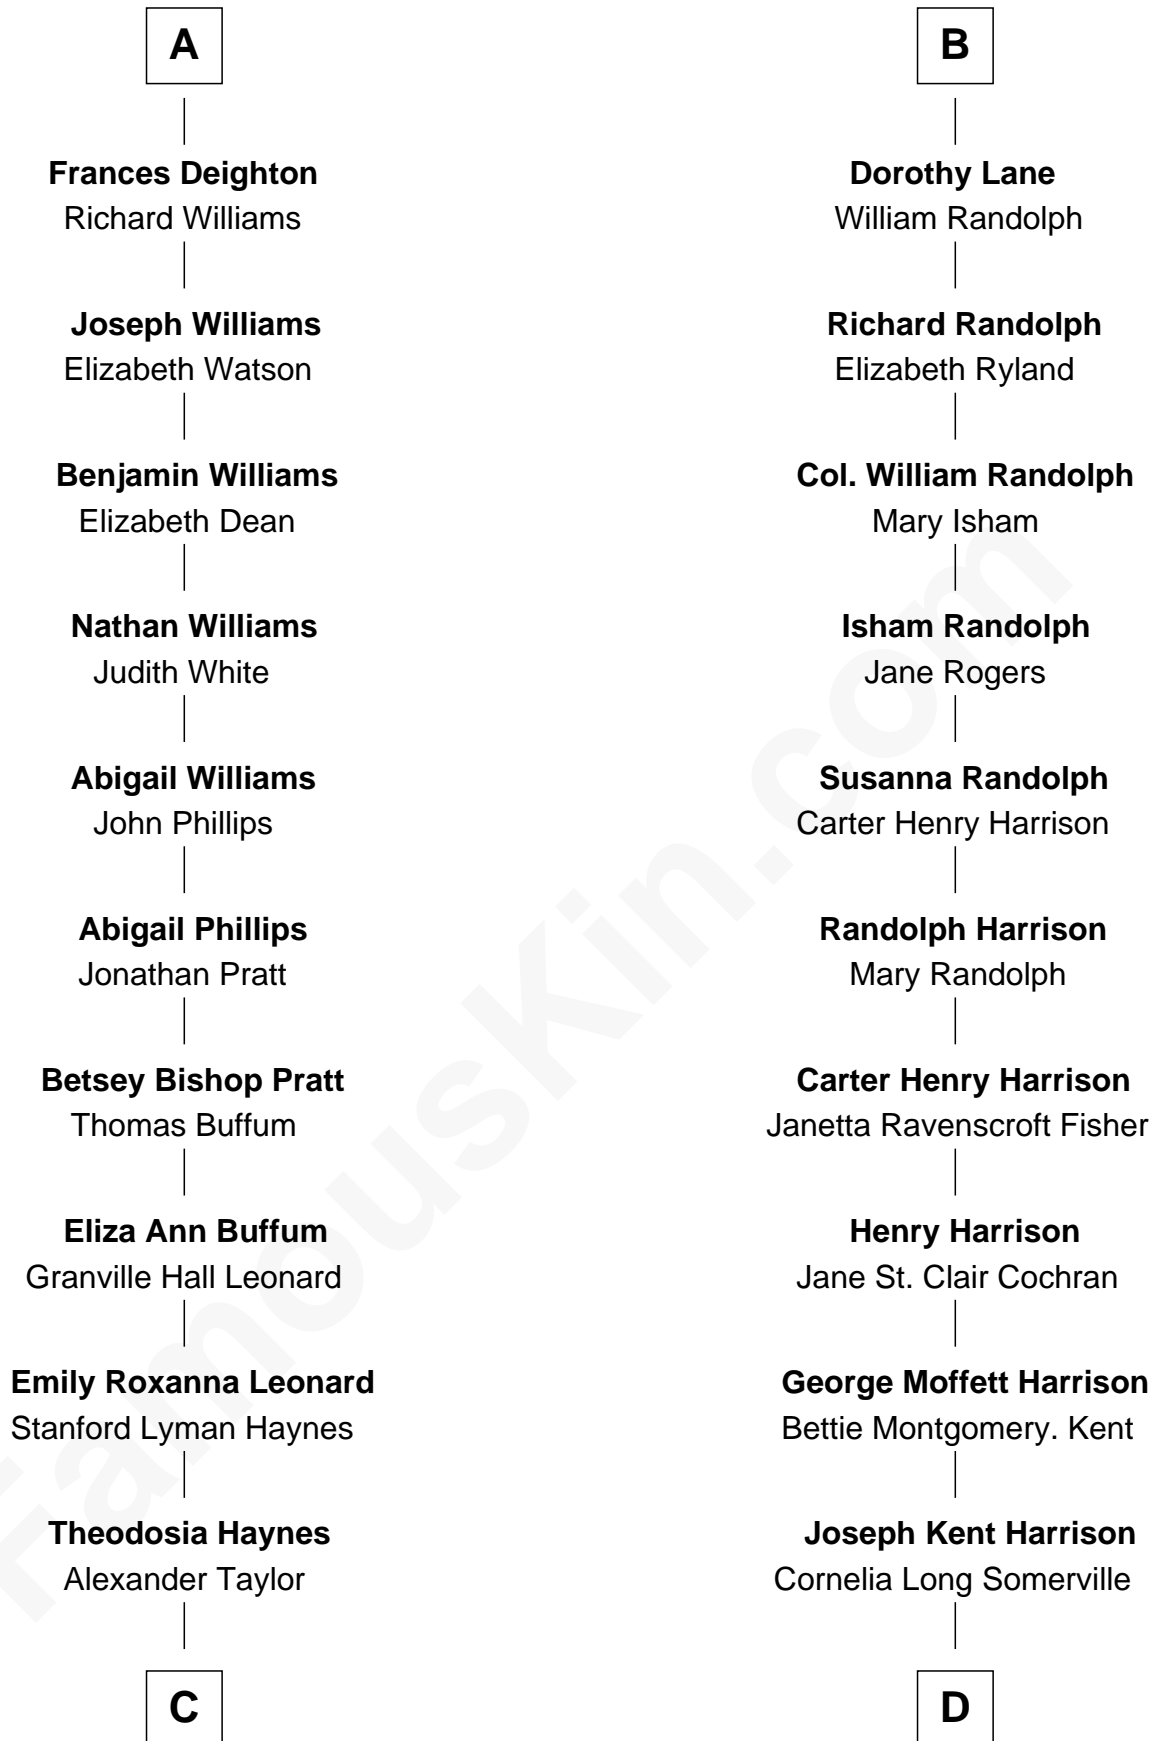 A
Frances Deighton
Richard Williams
Joseph Williams
Elizabeth Watson
Benjamin Williams
Elizabeth Dean
Nathan Williams
Judith White
Abigail Williams
John Phillips
Abigail Phillips
Jonathan Pratt
Betsey Bishop Pratt
Thomas Buffum
Eliza Ann Buffum
Granville Hall Leonard
Emily Roxanna Leonard
Stanford Lyman Haynes
Theodosia Haynes
Alexander Taylor
C
B
Dorothy Lane
William Randolph
Richard Randolph
Elizabeth Ryland
Col. William Randolph
Mary Isham
Isham Randolph
Jane Rogers
Susanna Randolph
Carter Henry Harrison
Randolph Harrison
Mary Randolph
Carter Henry Harrison
Janetta Ravenscroft Fisher
Henry Harrison
Jane St. Clair Cochran
George Moffett Harrison
Bettie Montgomery. Kent
Joseph Kent Harrison
Cornelia Long Somerville
D
FamousKin.com